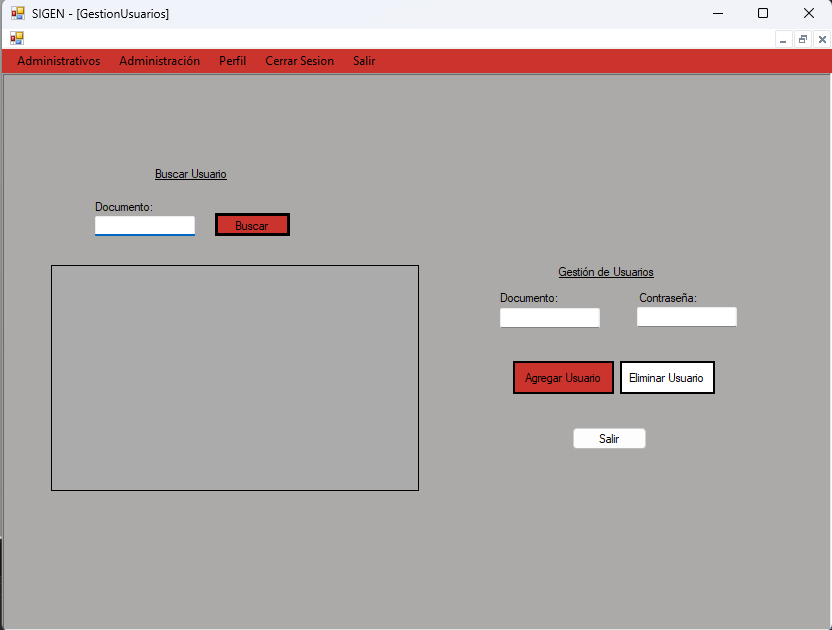 SIGEN - [GestionUsuarios]
Administrativos Administración Perfil Cerrar Sesion Salir
Buscar Usuario
Documento:
Buscar
Gestión de Usuarios
Documento: Contraseña:
Agregar Usuario Eliminar Usuario
Salir